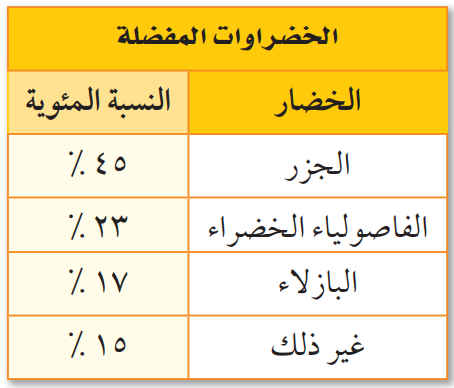 الخضراوات المفضلة
الخضار النسبة المئوية
الجزر ٤٥ ٪
الفاصولياء الخضراء ٢٣ ٪
البازلاء ١٧ ٪
غير ذلك ١٥ ٪